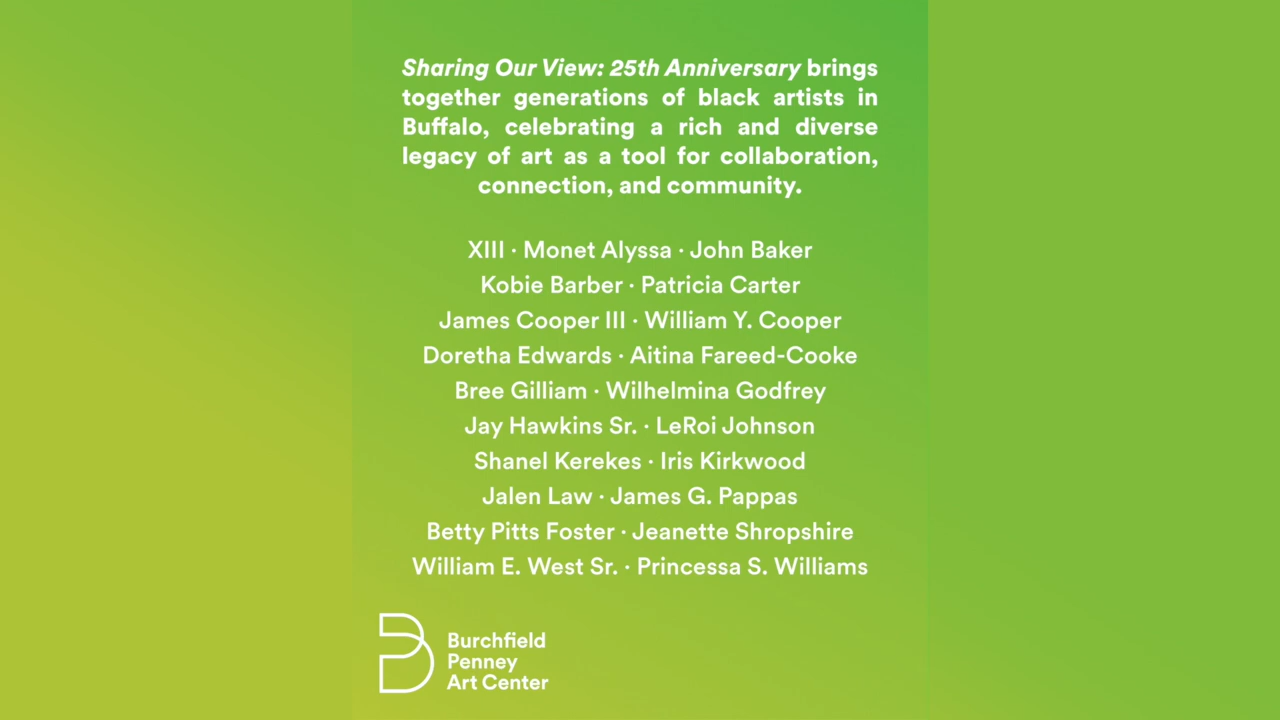 Sharing Our View: 25th Anniversary brings
together generations of black artists in
Buffalo, celebrating a rich and diverse
legacy of art as a tool for collaboration,
connection, and community.
XIII · Monet Alyssa · John Baker
Kobie Barber · Patricia Carter
James Cooper III · William Y. Cooper
Doretha Edwards · Aitina Fareed-Cooke
Bree Gilliam · Wilhelmina Godfrey
Jay Hawkins Sr. · LeRoi Johnson
Shanel Kerekes · Iris Kirkwood
Jalen Law · James G. Pappas
Betty Pitts Foster · Jeanette Shropshire
William E. West Sr. · Princessa S. Williams
Burchfield
Penney
Art Center